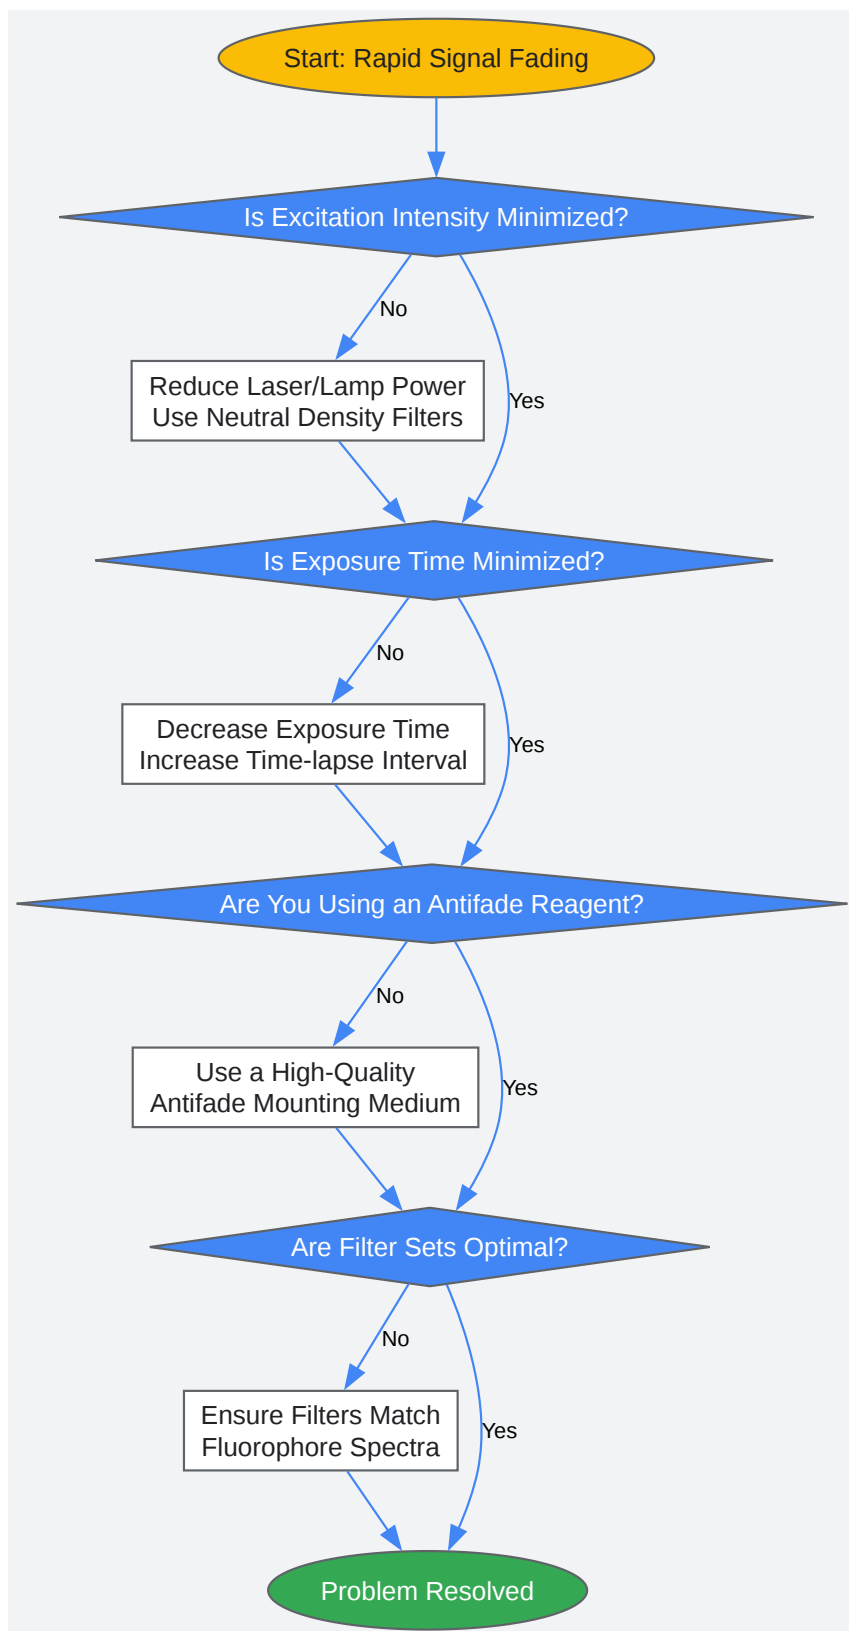 Start: Rapid Signal Fading
Is Excitation Intensity Minimized?
No
Reduce Laser/Lamp Power
Use Neutral Density Filters
Yes
Is Exposure Time Minimized?
No
Decrease Exposure Time
Increase Time-lapse Interval
Yes
Are You Using an Antifade Reagent?
No
Use a High-Quality
Antifade Mounting Medium
Yes
Are Filter Sets Optimal?
No
Ensure Filters Match
Fluorophore Spectra
Yes
Problem Resolved